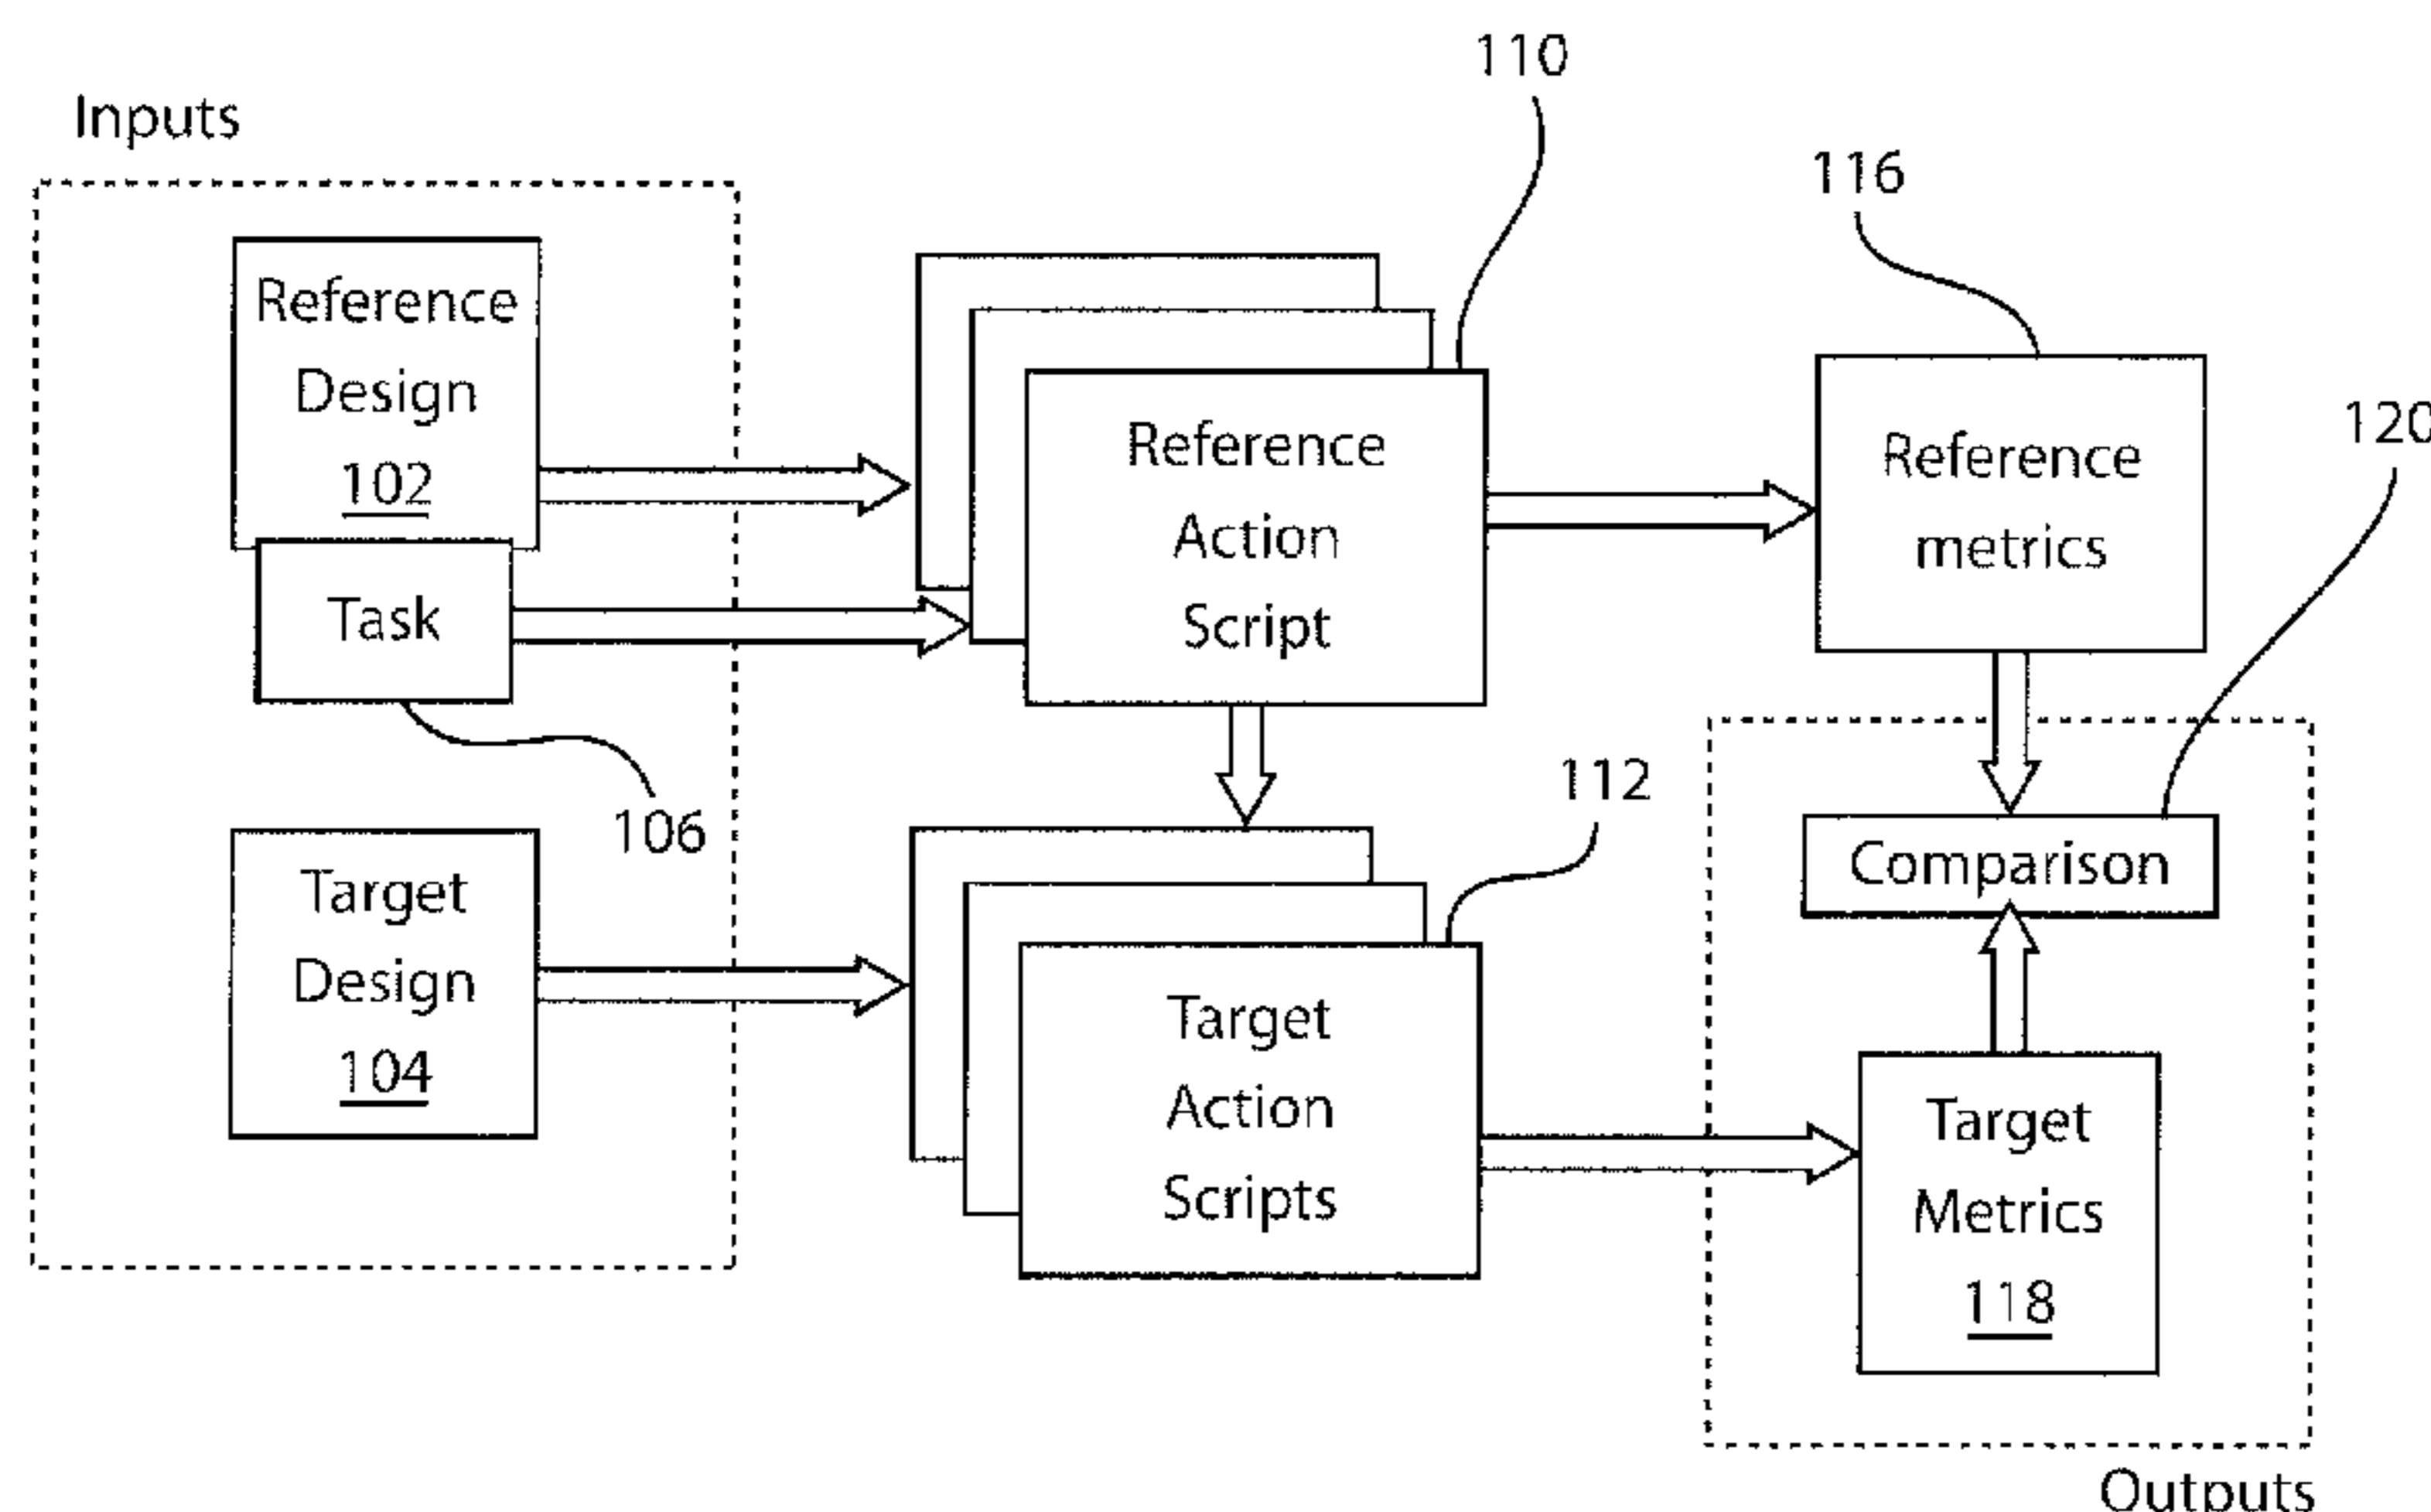 Inputs
110
116
120
Reference
Design
102
Task
106
Reference
Action
Script
Reference
metrics
Target
Design
104
112
Target
Action
Scripts
Comparison
Target
Metrics
118
Outputs